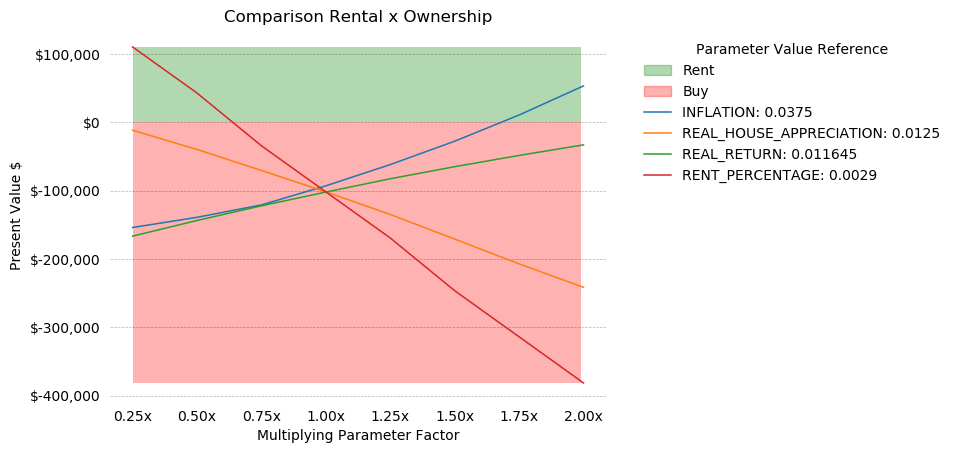 Comparison Rental x Ownership
Present Value $
$100,000
$0
$-100,000
$-200,000
$-300,000
$-400,000
0.25x 0.50x 0.75x 1.00x 1.25x 1.50x 1.75x 2.00x
Multiplying Parameter Factor
Parameter Value Reference
Rent
Buy
INFLATION: 0.0375
REAL_HOUSE_APPRECIATION: 0.0125
REAL_RETURN: 0.011645
RENT_PERCENTAGE: 0.0029